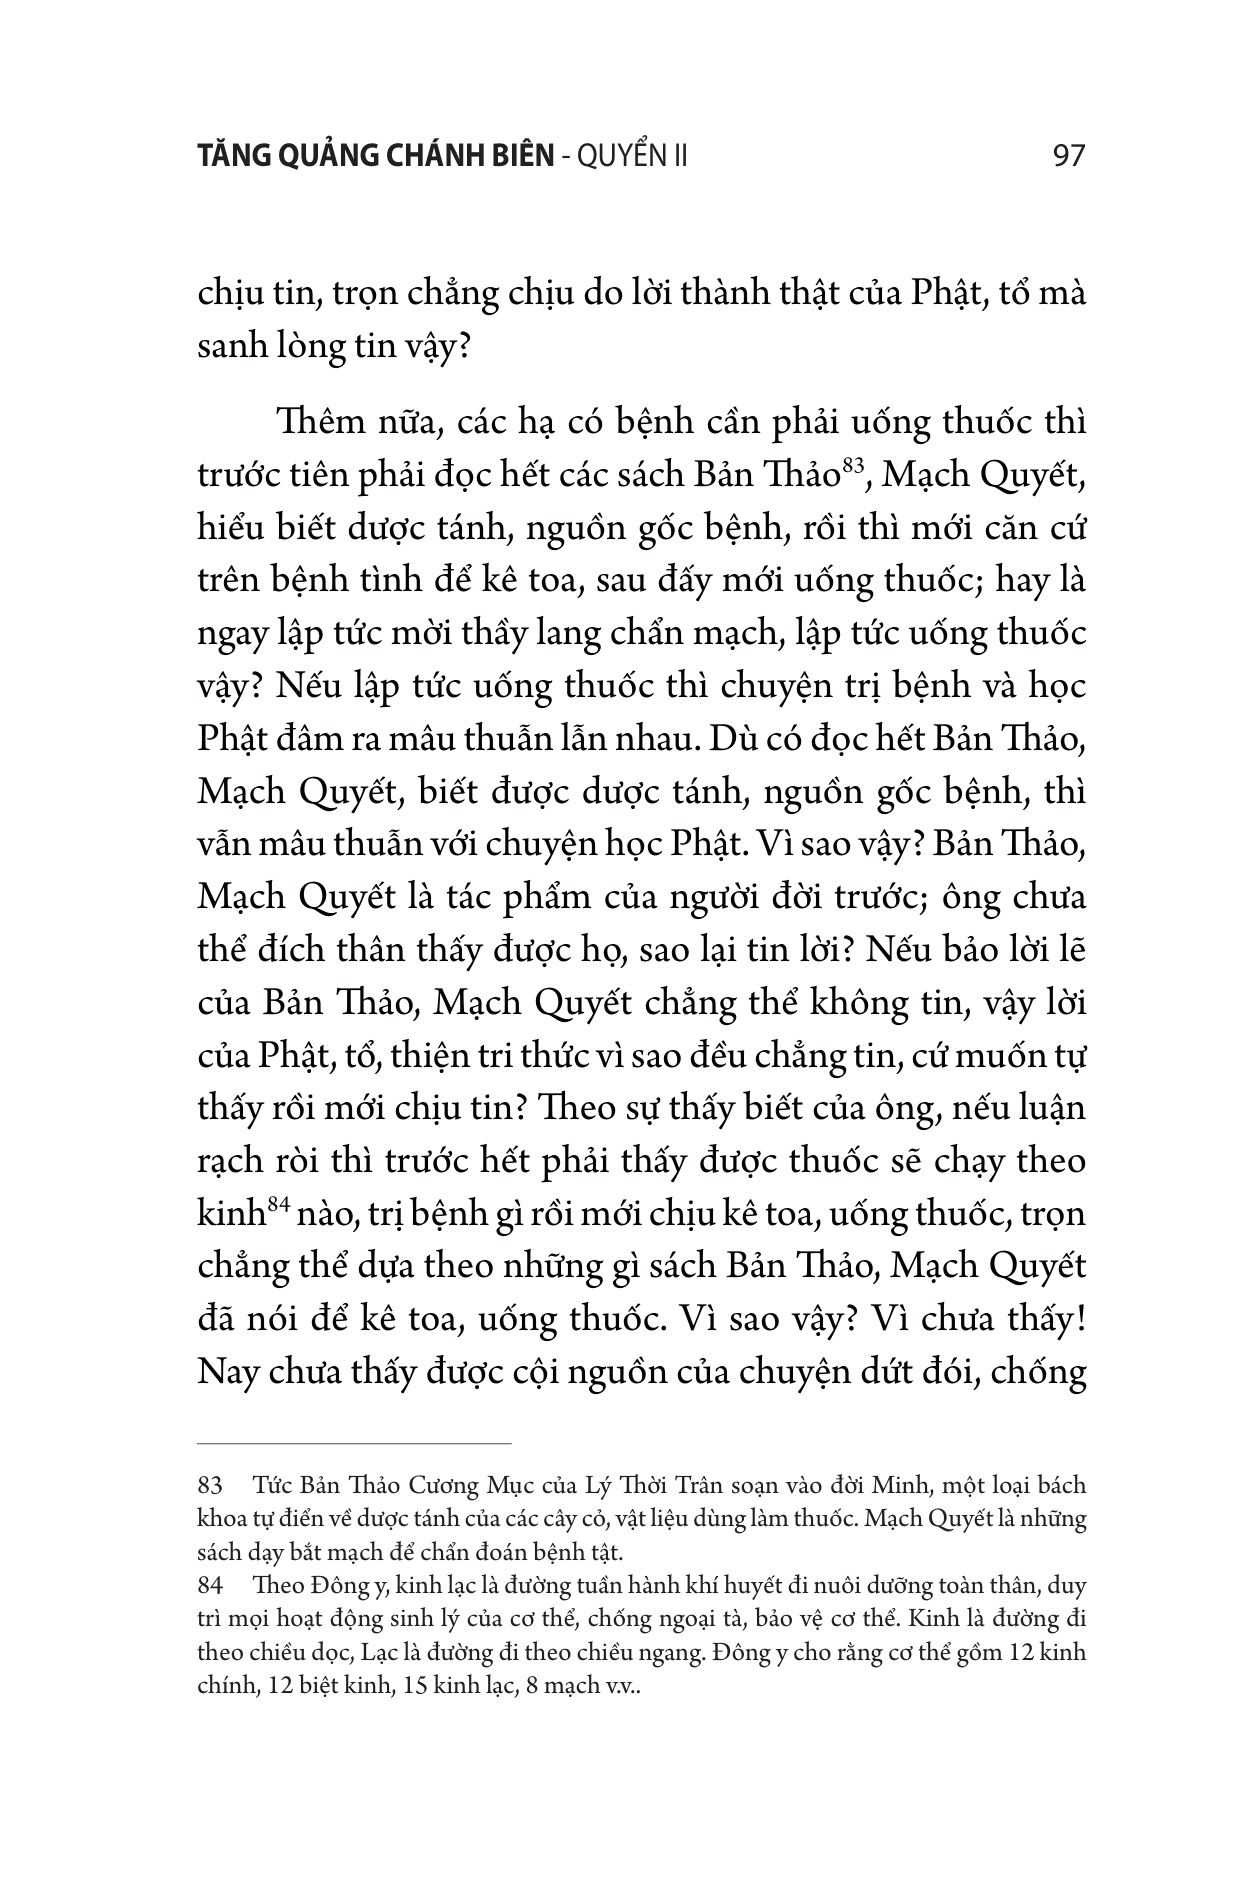 TĂNG QUẢNG CHÁNH BIÊN - QUYỂN II 97
chịu tin, trọn chẳng chịu do lời thành thật của Phật, tổ mà
sanh lòng tin vậy?
Thêm nữa, các hạ có bệnh cần phải uống thuốc thì
trước tiên phải đọc hết các sách Bản Thảo83, Mạch Quyết,
hiểu biết dược tánh, nguồn gốc bệnh, rồi thì mới căn cứ
trên bệnh tình để kê toa, sau đấy mới uống thuốc; hay là
ngay lập tức mời thầy lang chẩn mạch, lập tức uống thuốc
vậy? Nếu lập tức uống thuốc thì chuyện trị bệnh và học
Phật đâm ra mâu thuẫn lẫn nhau. Dù có đọc hết Bản Thảo,
Mạch Quyết, biết được dược tánh, nguồn gốc bệnh, thì
vẫn mâu thuẫn với chuyện học Phật. Vì sao vậy? Bản Thảo,
Mạch Quyết là tác phẩm của người đời trước; ông chưa
thể đích thân thấy được họ, sao lại tin lời? Nếu bảo lời lẽ
của Bản Thảo, Mạch Quyết chẳng thể không tin, vậy lời
của Phật, tổ, thiện tri thức vì sao đều chẳng tin, cứ muốn tự
thấy rồi mới chịu tin? Theo sự thấy biết của ông, nếu luận
rạch ròi thì trước hết phải thấy được thuốc sẽ chạy theo
kinh84 nào, trị bệnh gì rồi mới chịu kê toa, uống thuốc, trọn
chẳng thể dựa theo những gì sách Bản Thảo, Mạch Quyết
đã nói để kê toa, uống thuốc. Vì sao vậy? Vì chưa thấy!
Nay chưa thấy được cội nguồn của chuyện dứt đói, chống
83 Tức Bản Thảo Cương Mục của Lý Thời Trân soạn vào đời Minh, một loại bách
khoa tự điển về dược tánh của các cây cỏ, vật liệu dùng làm thuốc. Mạch Quyết là những
sách dạy bắt mạch để chẩn đoán bệnh tật.
84 Theo Đông y, kinh lạc là đường tuần hành khí huyết đi nuôi dưỡng toàn thân, duy
trì mọi hoạt động sinh lý của cơ thể, chống ngoại tà, bảo vệ cơ thể. Kinh là đường đi
theo chiều dọc, Lạc là đường đi theo chiều ngang. Đông y cho rằng cơ thể gồm 12 kinh
chính, 12 biệt kinh, 15 kinh lạc, 8 mạch v.v..